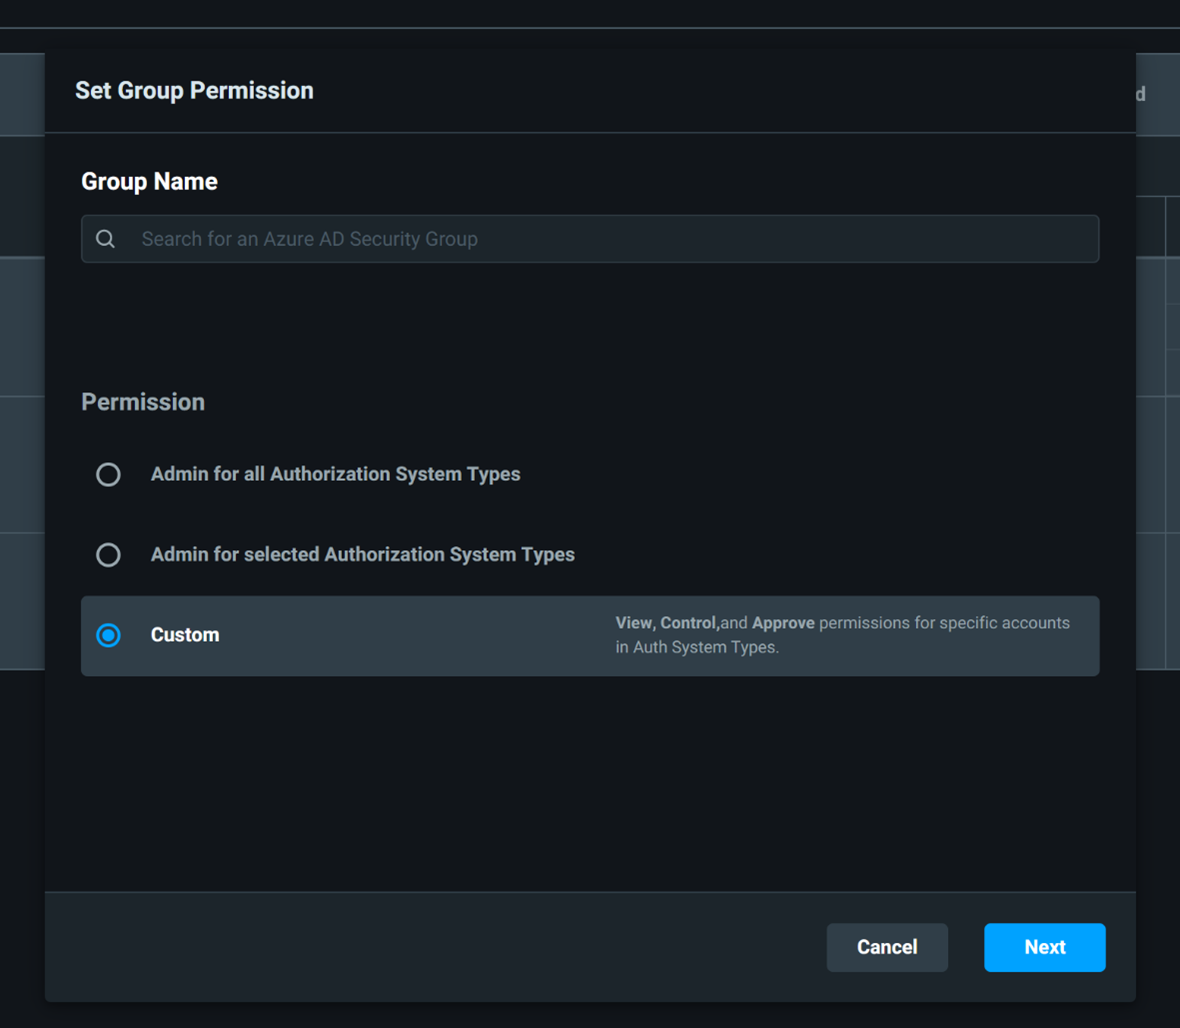 Set Group Permission
d
Group Name
Search for an Azure AD Security Group
Permission
Admin for all Authorization System Types
Admin for selected Authorization System Types
Custom
View, Control,and Approve permissions for specific accounts
in Auth System Types.
Cancel
Next